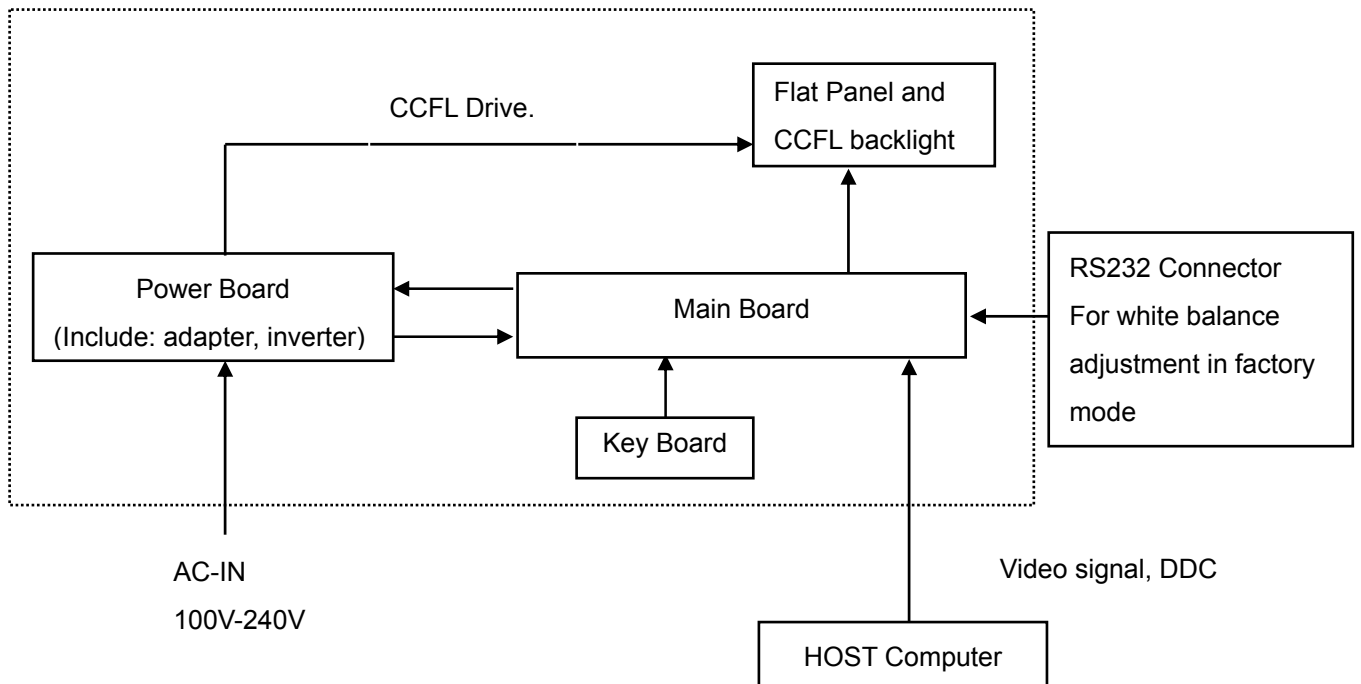 CCFL Drive.
Flat Panel and
CCFL backlight
Power Board
(Include: adapter, inverter)
Main Board
RS232 Connector
For white balance
adjustment in factory
mode
Key Board
AC-IN
100V-240V
Video signal, DDC
HOST Computer